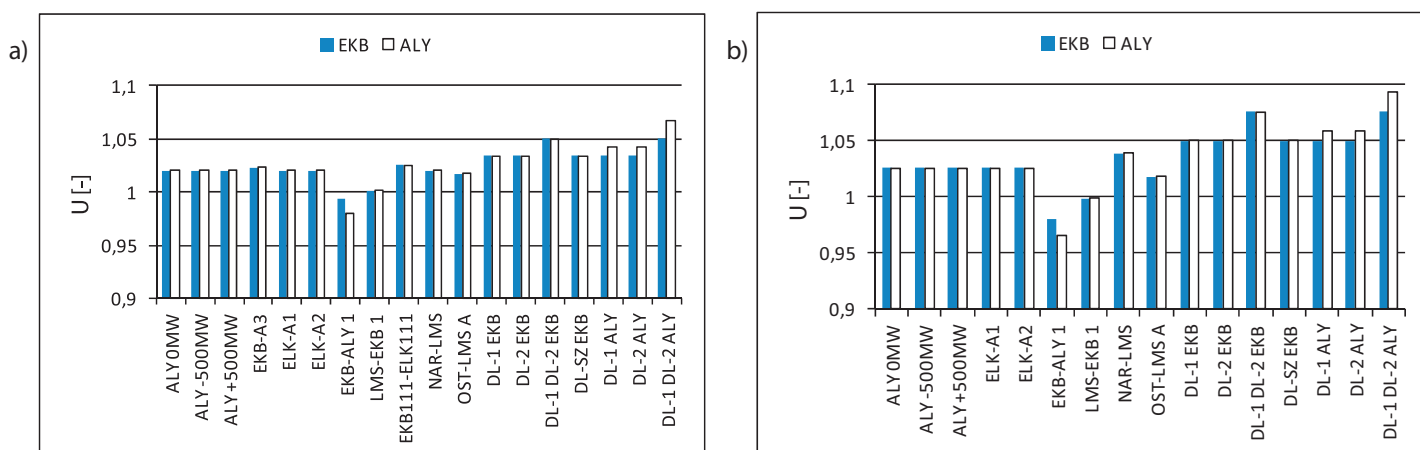 a)
EKB ALY
U [-]
1,1
1,05
1
0,95
0,9
ALY 0MW
ALY -500MW
ALY +500MW
EKB-A3
ELK-A1
ELK-A2
EKB-ALY 1
LMS-EKB 1
EKB111-ELK111
NAR-LMS
OST-LMS A
DL-1 EKB
DL-2 EKB
DL-1 DL-2 EKB
DL-SZ EKB
DL-1 ALY
DL-2 ALY
DL-1 DL-2 ALY
b)
EKB ALY
U [-]
1,1
1,05
1
0,95
0,9
ALY 0MW
ALY -500MW
ALY +500MW
ELK-A1
ELK-A2
EKB-ALY 1
LMS-EKB 1
NAR-LMS
OST-LMS A
DL-1 EKB
DL-2 EKB
DL-1 DL-2 EKB
DL-SZ EKB
DL-1 ALY
DL-2 ALY
DL-1 DL-2 ALY